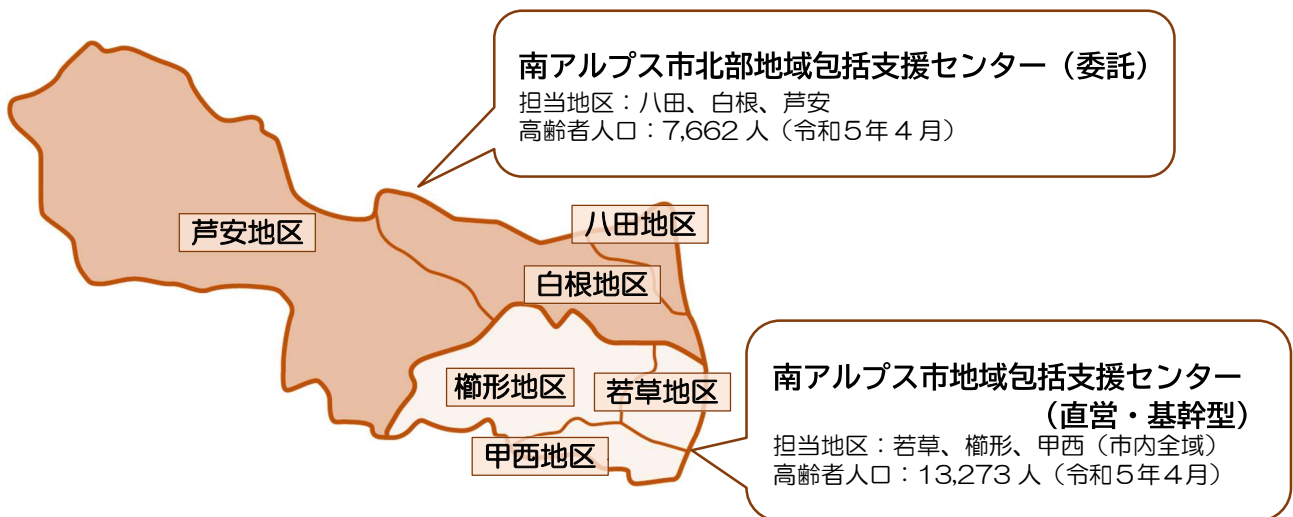 南アルプス市北部地域包括支援センター（委託）
担当地区：八田、白根、芦安
高齢者人口：7,662 人（令和５年 4 月）
芦安地区
八田地区
白根地区
櫛形地区
若草地区
甲西地区
南アルプス市地域包括支援センター
（直営・基幹型）
担当地区：若草、櫛形、甲西（市内全域）
高齢者人口：13,273 人（令和５年４月）